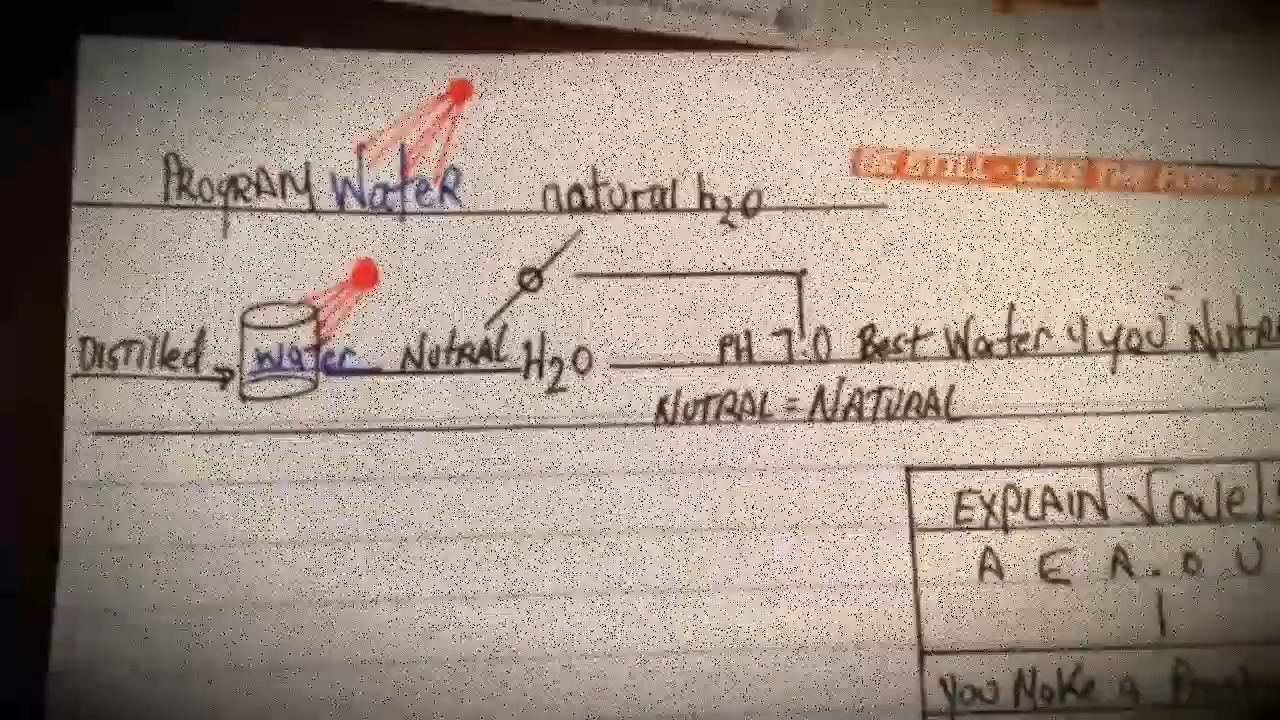 PROGRAM WateR natural h2o
DISTilled water NUTRAL H2O PH 7.0 Best Water 4 you
NUTRAL = NATURAL
EXPLAIN
A E A O U
I
you Make a